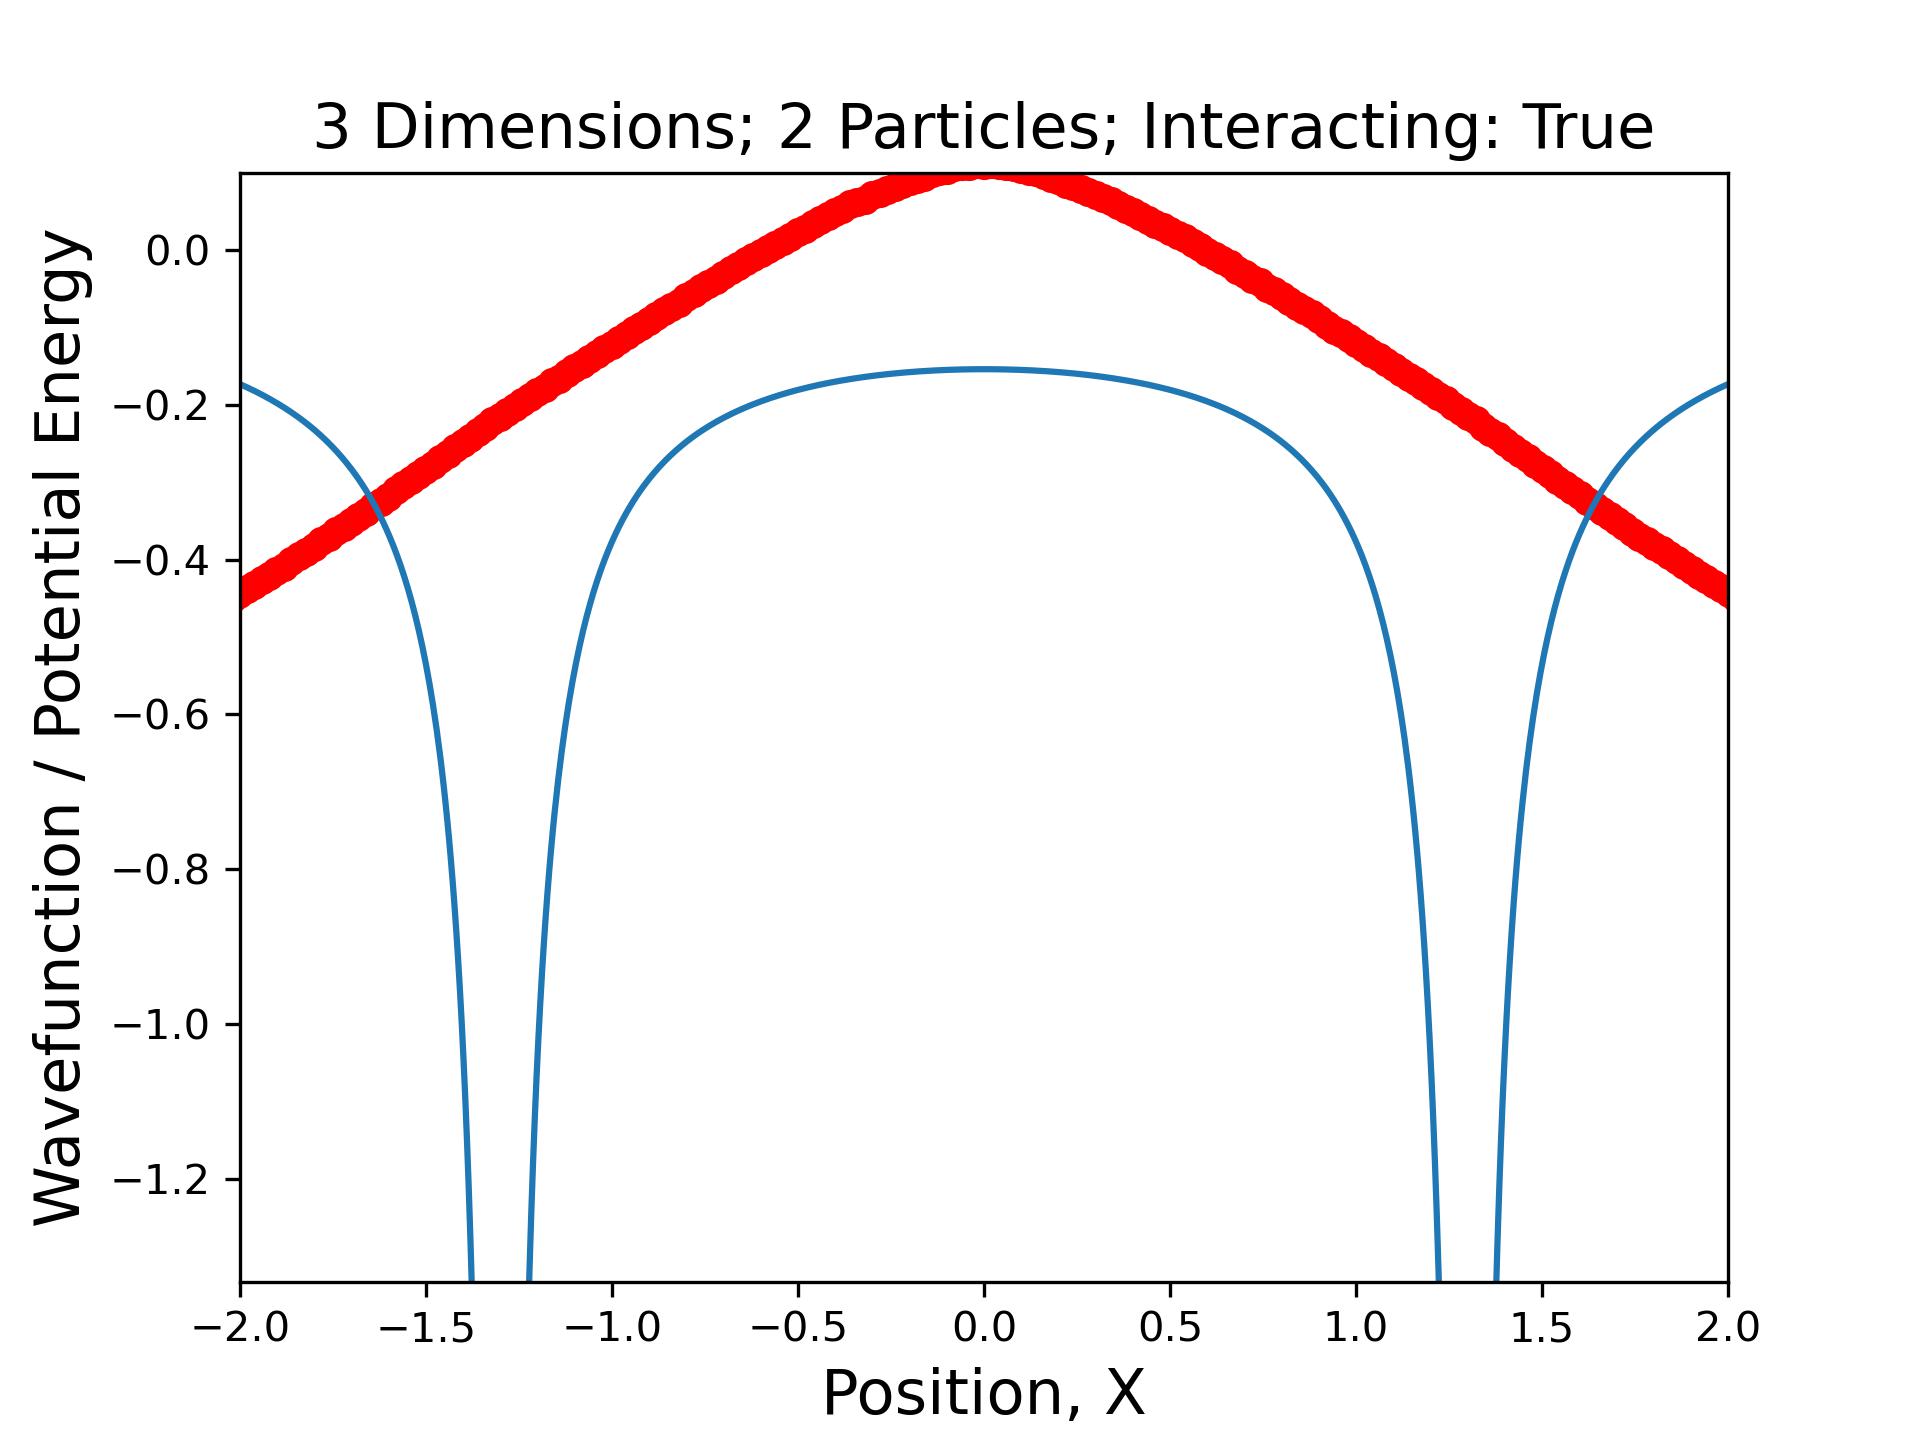 3 Dimensions; 2 Particles; Interacting: True
Wavefunction / Potential Energy
0.0
−0.2
−0.4
−0.6
−0.8
−1.0
−1.2
−2.0 −1.5 −1.0 −0.5 0.0 0.5 1.0 1.5 2.0
Position, X